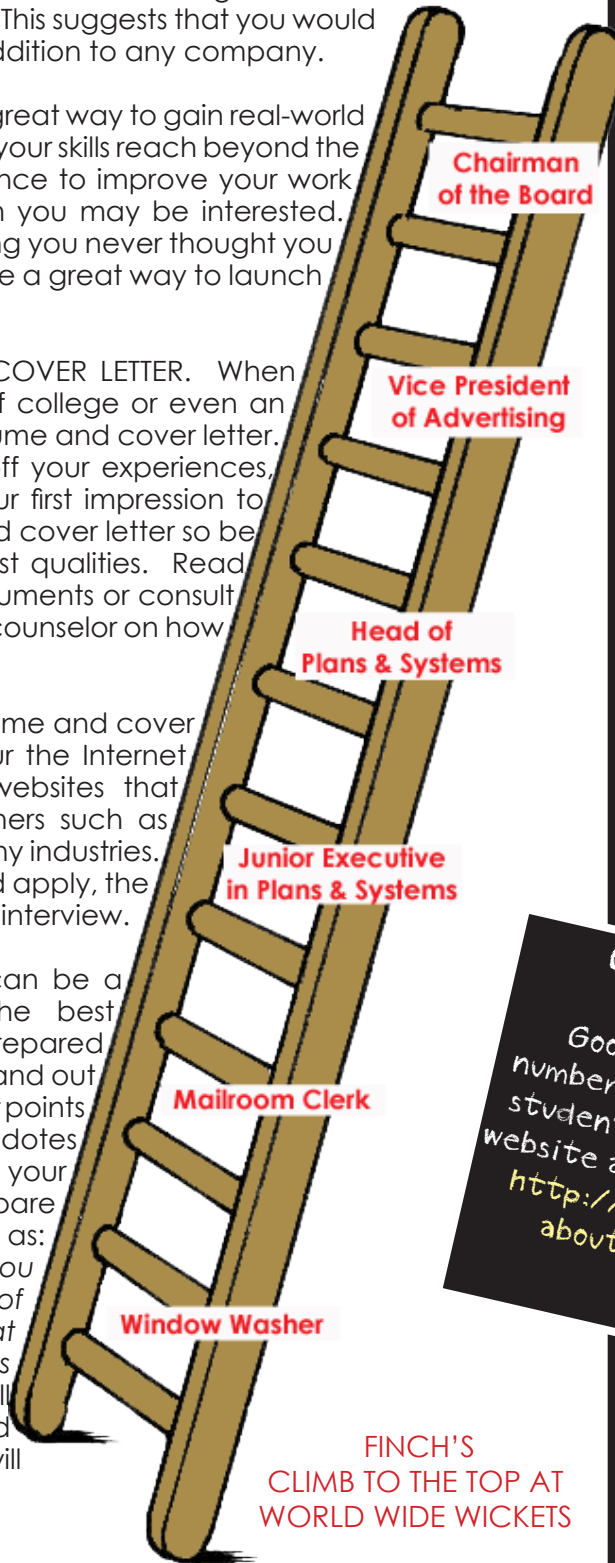 This suggests that you would
ddition to any company.
great way to gain real-world
your skills reach beyond the
nce to improve your work
n you may be interested.
ng you never thought you
e a great way to launch
COVER LETTER. When
f college or even an
ume and cover letter.
off your experiences,
ur first impression to
d cover letter so be
st qualities. Read
uments or consult
counselor on how
me and cover
ur the Internet
websites that
ners such as
ny industries.
d apply, the
interview.
can be a
he best
repared
and out
points
dotes
your
pare
as:
ou
of
at
s
ll
d
will
Chairman
of the Board
Vice President
of Advertising
Head of
Plans & Systems
Junior Executive
in Plans & Systems
Mailroom Clerk
Window Washer
FINCH'S
CLIMB TO THE TOP AT
WORLD WIDE WICKETS
Goo
number
studen
website a
http://
about